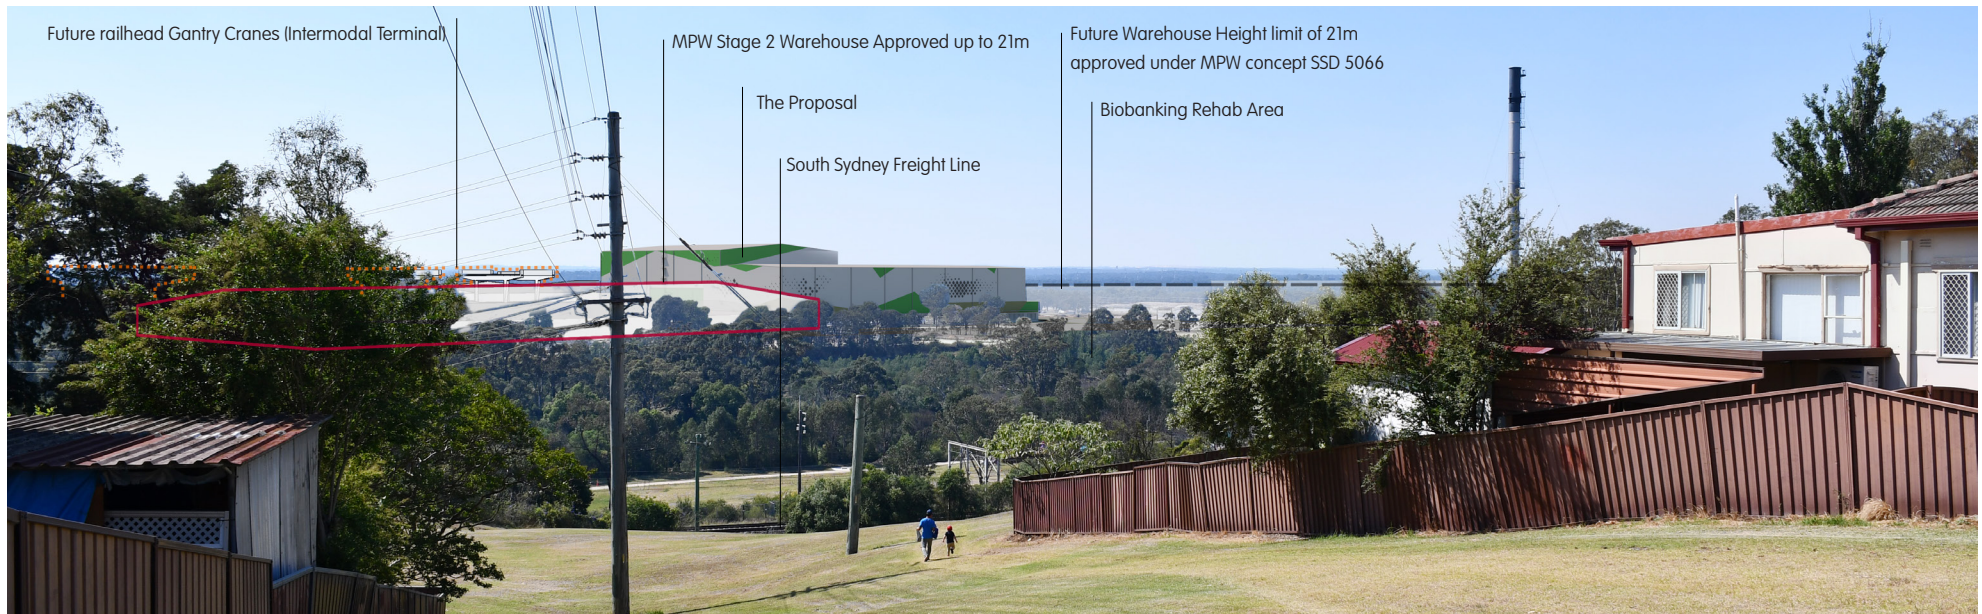 Future railhead Gantry Cranes (Intermodal Terminal)
MPW Stage 2 Warehouse Approved up to 21m
Future Warehouse Height limit of 21m
approved under MPW concept SSD 5066
The Proposal
Biobanking Rehab Area
South Sydney Freight Line